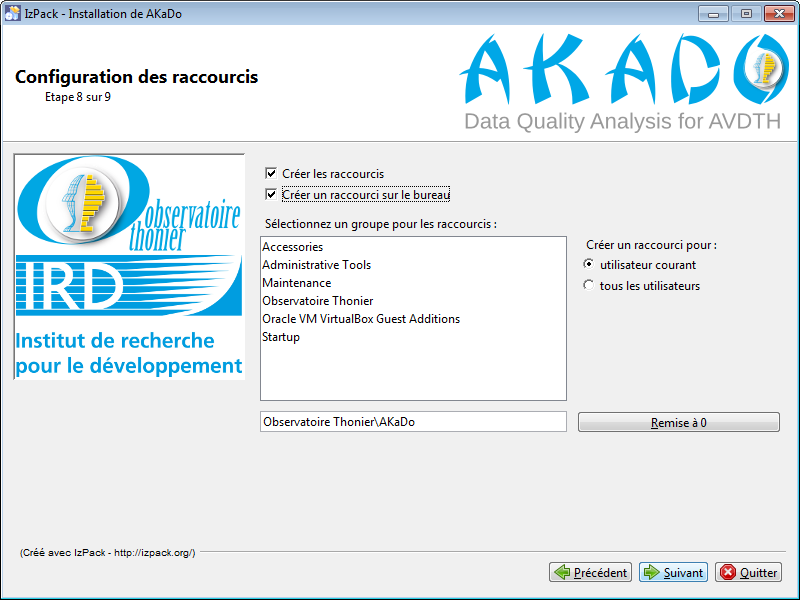 IzPack - Installation de AKaDo
Configuration des raccourcis
Etape 8 sur 9
AKADO
Data Quality Analysis for AVDTH
observatoire
thonier
IRD
Institut de recherche
pour le développement
Créer les raccourcis
Créer un raccourci sur le bureau
Sélectionnez un groupe pour les raccourcis :
Accessories
Administrative Tools
Maintenance
Observatoire Thonier
Oracle VM VirtualBox Guest Additions
Startup
Créer un raccourci pour :
utilisateur courant
tous les utilisateurs
Observatoire Thonier\AKaDo
Remise à 0
(Créé avec IzPack - http://izpack.org/)
Précédent
Suivant
Quitter